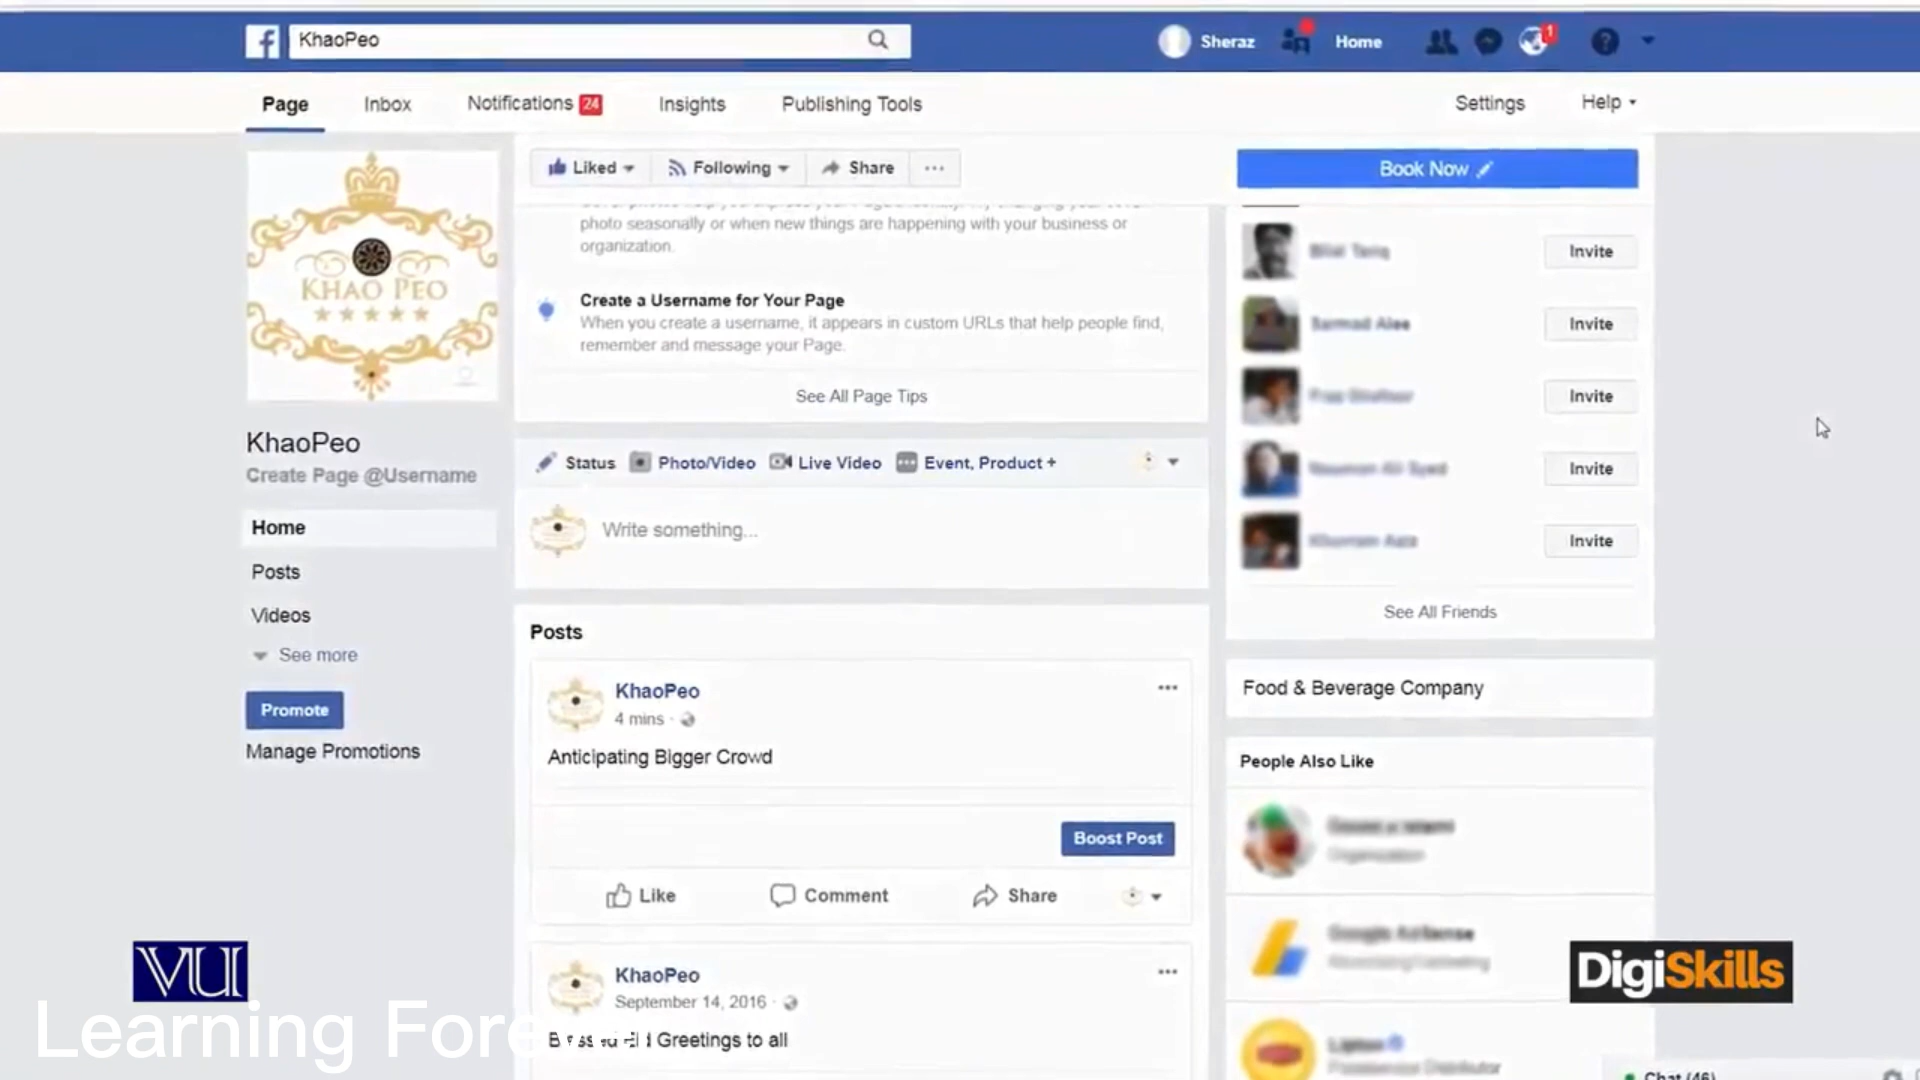 KhaoPeo
Sheraz
Home
1
Page
Inbox
Notifications 24
Insights
Publishing Tools
Settings
Help
KHAO PEO
KhaoPeo
Create Page @Username
Home
Posts
Videos
See more
Promote
Manage Promotions
Liked
Following
Share
photo seasonally or when new things are happening with your business or
organization.
Create a Username for Your Page
When you create a username, it appears in custom URLs that help people find,
remember and message your Page.
See All Page Tips
Status
Photo/Video
Live Video
Event, Product +
Write something...
Posts
KhaoPeo
4 mins ·
Anticipating Bigger Crowd
Boost Post
Like
Comment
Share
KhaoPeo
September 14, 2016 ·
Greetings to all
Book Now
Invite
Invite
Invite
Invite
Invite
See All Friends
Food & Beverage Company
People Also Like
Chat (46)
VU
Learning
DigiSkills